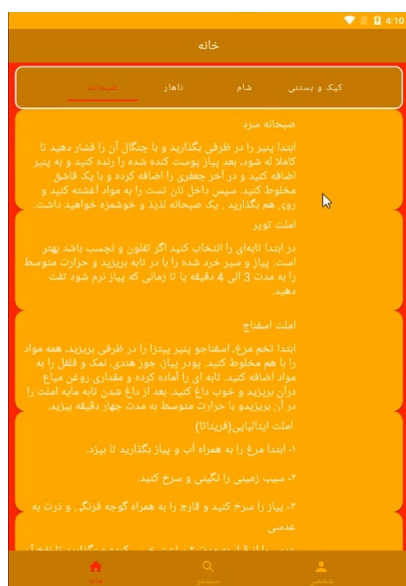 4:10
خانه
صبحانه ناهار شام کیک و بستنی
صبحانه سرد
ابتدا پنیر را در ظرفی بگذارید و با چنگال آن را فشار دهید تا
کاملا له شود، بعد پیاز پوست کنده شده را رنده کنید و به پنیر
اضافه کنید و در آخر جعفری را اضافه کرده و با یک قاشق
مخلوط کنید. سپس داخل نان تست را به مواد آغشته کنید و
روی هم بگذارید , یک صبحانه لذیذ و خوشمزه خواهید داشت.
املت توپر
در ابتدا تابه‌ای را انتخاب کنید اگر تفلون و نچسب باشد بهتر
است. پیاز و سیر خرد شده را با در تابه بریزید و حرارت متوسط
را به مدت 3 الی 4 دقیقه یا تا زمانی که پیاز نرم شود تفت
دهید.
املت اسفناج
ابتدا تخم مرغ، اسفناجو پنیر پیتزا را در ظرفی بریزید، همه مواد
را با هم مخلوط کنید. پودر پیاز، جوز هندی، نمک و فلفل را به
مواد اضافه کنید. تابه ای را آماده کرده و مقداری روغن میاع
درآن بریزید و خوب داغ کنید. بعد از داغ شدن تابه مایه املت را
در آن بریزیدو با حرارت متوسط به مدت چهار دقیقه بپزید.
املت ایتالیایی(فریتاتا)
۱- ابتدا مرغ را به همراه آب و پیاز بگذارید تا بپزد.
۲- سیب زمینی را نگینی و سرخ کنید.
۳- پیاز را سرخ کنید و قارچ را به همراه گوجه فرنگی, و ذرت به
عدسی
خانه جستجو شخصی